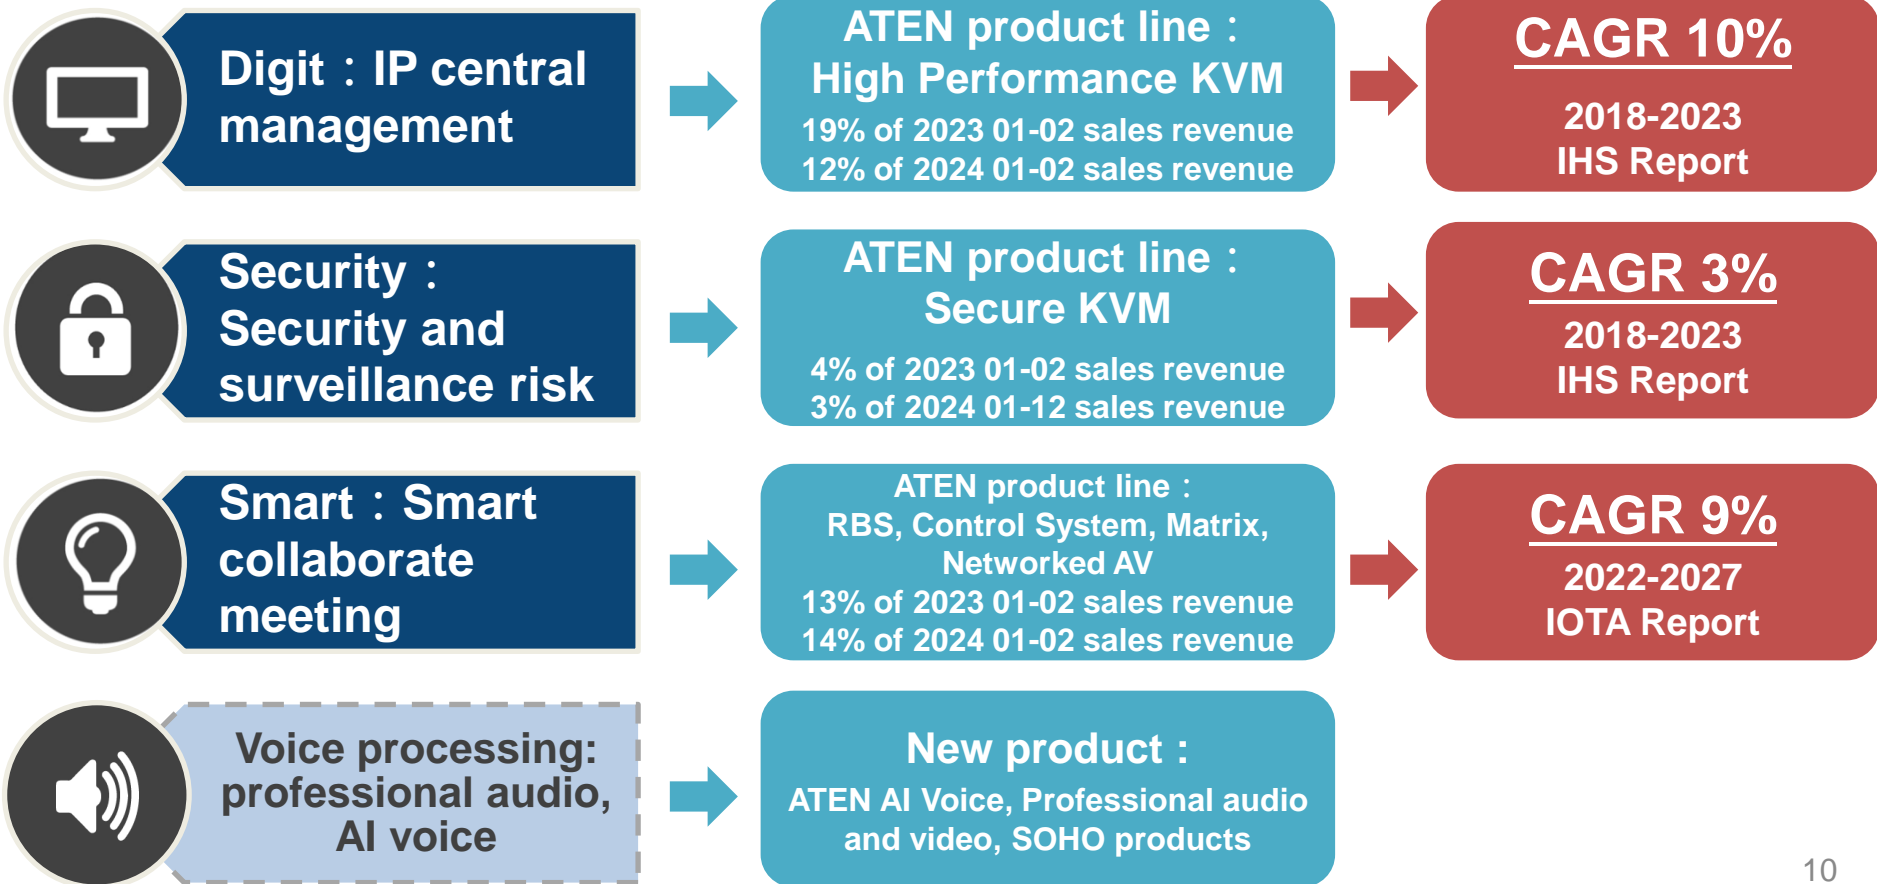 Digit：IP central
management
ATEN product line：
High Performance KVM
19% of 2023 01-02 sales revenue
12% of 2024 01-02 sales revenue
CAGR 10%
2018-2023
IHS Report
Security：
Security and
surveillance risk
ATEN product line：
Secure KVM
4% of 2023 01-02 sales revenue
3% of 2024 01-12 sales revenue
CAGR 3%
2018-2023
IHS Report
Smart：Smart
collaborate
meeting
ATEN product line：
RBS, Control System, Matrix,
Networked AV
13% of 2023 01-02 sales revenue
14% of 2024 01-02 sales revenue
CAGR 9%
2022-2027
IOTA Report
Voice processing:
professional audio,
AI voice
New product：
ATEN AI Voice, Professional audio
and video, SOHO products
10